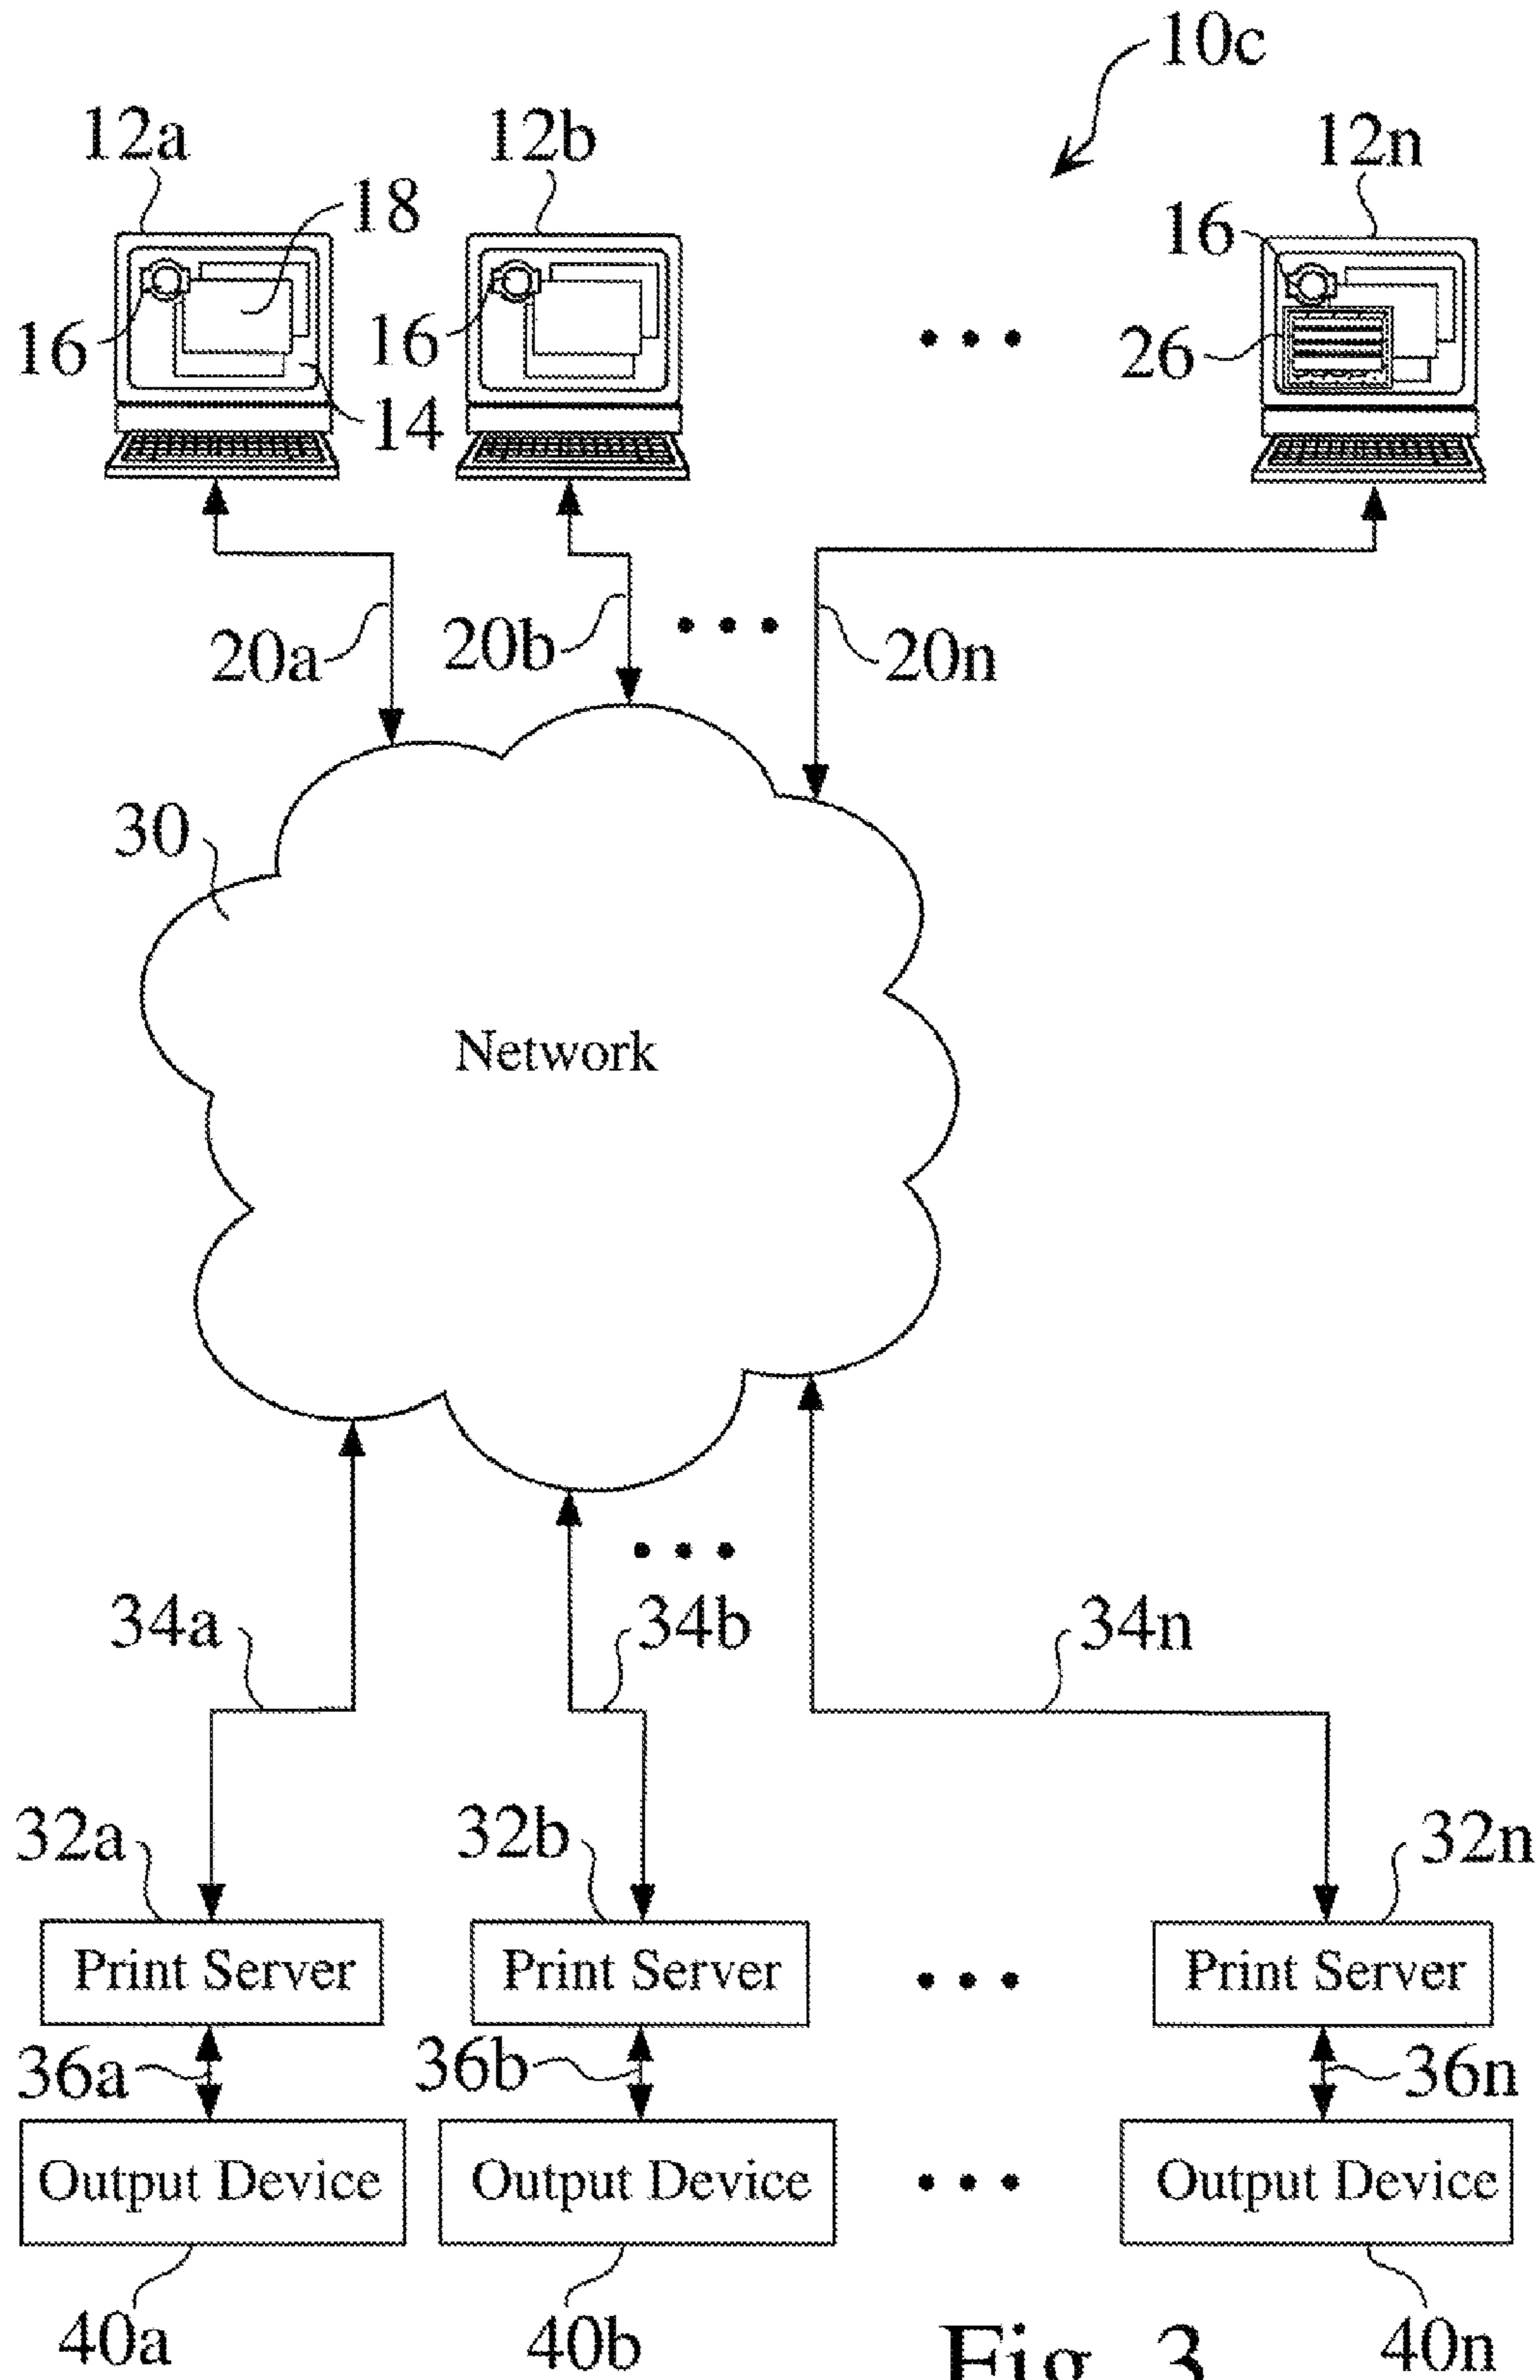 10c
12a
12b
12n
18
16
16
16
26
14
20a
20b
20n
30
Network
34a
34b
34n
32a
32b
32n
Print Server
Print Server
Print Server
36a
36b
36n
Output Device
Output Device
Output Device
40a
40b
40n
Fig. 3